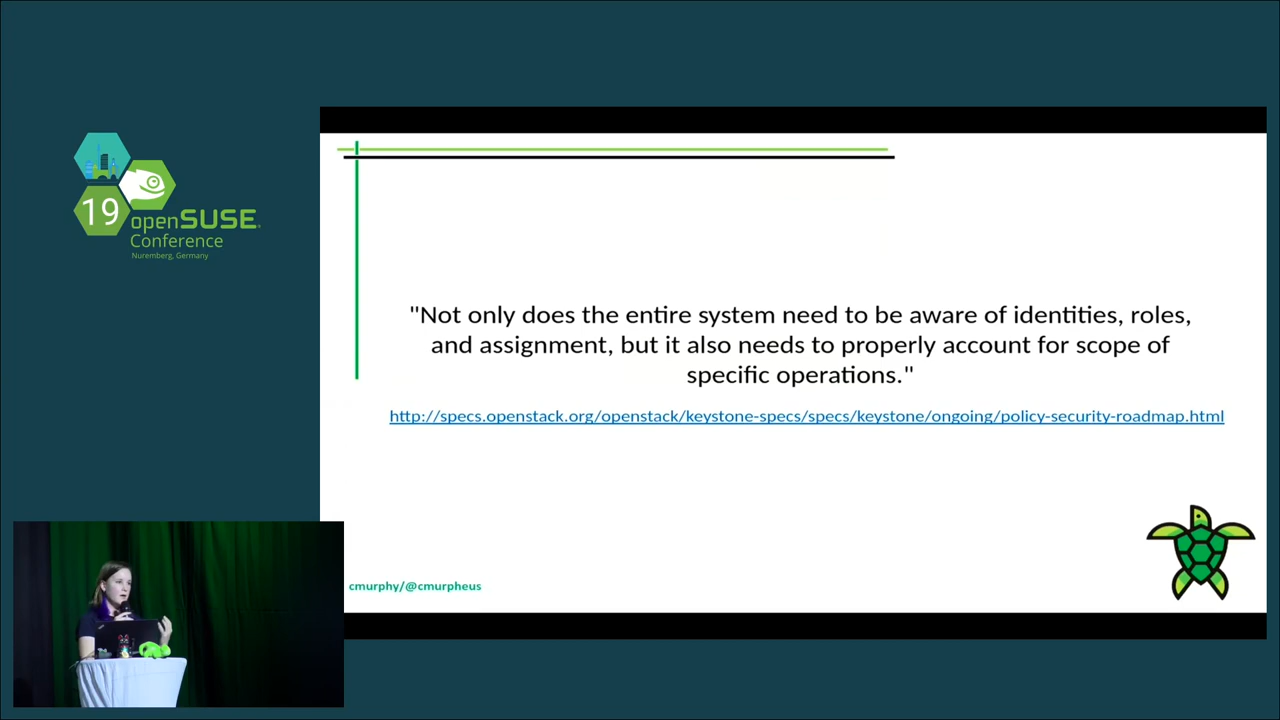 19
openSUSE
Conference
Nuremberg, Germany
"Not only does the entire system need to be aware of identities, roles,
and assignment, but it also needs to properly account for scope of
specific operations."
http://specs.openstack.org/openstack/keystone-specs/specs/keystone/ongoing/policy-security-roadmap.html
cmurphy/@cmurpheus